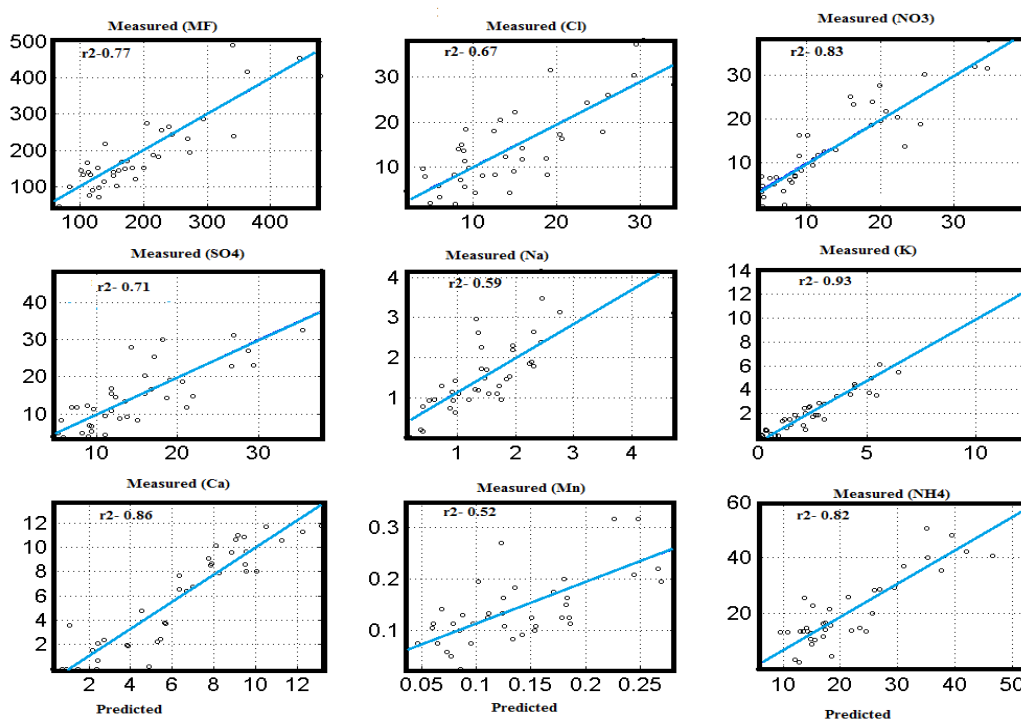 Measured (MF)
r2-0.77
500
400
300
200
100
100 200 300 400
Measured (Cl)
r2- 0.67
30
20
10
10 20 30
Measured (NO3)
r2- 0.83
30
20
10
10 20 30
Measured (SO4)
r2- 0.71
40
30
20
10
10 20 30
Measured (Na)
r2- 0.59
4
3
2
1
0
1 2 3 4
Measured (K)
r2- 0.93
14
12
10
8
6
4
2
0 5 10
Measured (Ca)
r2- 0.86
12
10
8
6
4
2
0
2 4 6 8 10 12
Predicted
Measured (Mn)
r2- 0.52
0.3
0.2
0.1
0.05 0.1 0.15 0.2 0.25
Measured (NH4)
r2- 0.82
60
40
20
10 20 30 40 50
Predicted
Predicted